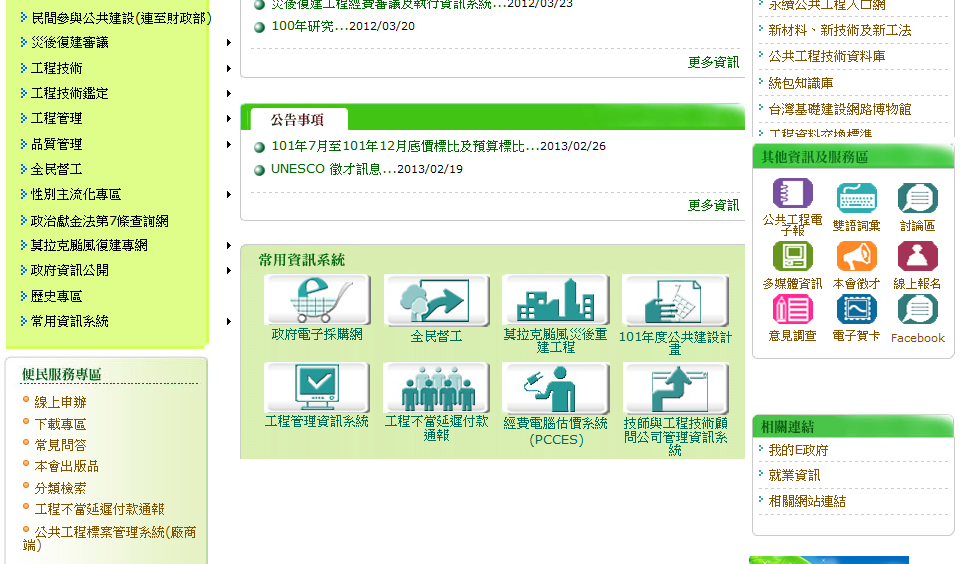 民間參與公共建設(連至財政部)
災後復建審議
工程技術
工程技術鑑定
工程管理
品質管理
全民督工
性別主流化專區
政治獻金法第7條查詢網
莫拉克颱風復建專網
政府資訊公開
歷史專區
常用資訊系統
便民服務專區
線上申辦
下載專區
常見問答
本會出版品
分類檢索
工程不當延遲付款通報
公共工程標案管理系統(廠商
端)
災後復建工程經費審議及執行資訊系統...2012/03/23
100年研究...2012/03/20
更多資訊
公告事項
101年7月至101年12月底價標比及預算標比...2013/02/26
UNESCO 徵才訊息...2013/02/19
更多資訊
常用資訊系統
政府電子採購網
全民督工
莫拉克颱風災後重
建工程
101年度公共建設計
畫
工程管理資訊系統
工程不當延遲付款
通報
經費電腦估價系統
(PCCES)
技師與工程技術顧
問公司管理資訊系
統
永續公共工程入口網
新材料、新技術及新工法
公共工程技術資料庫
統包知識庫
台灣基礎建設網路博物館
工程資料交換標準
其他資訊及服務區
公共工程電
子報
雙語詞彙
討論區
多媒體資訊
本會徵才
線上報名
意見調查
電子賀卡
Facebook
相關連結
我的E政府
就業資訊
相關網站連結